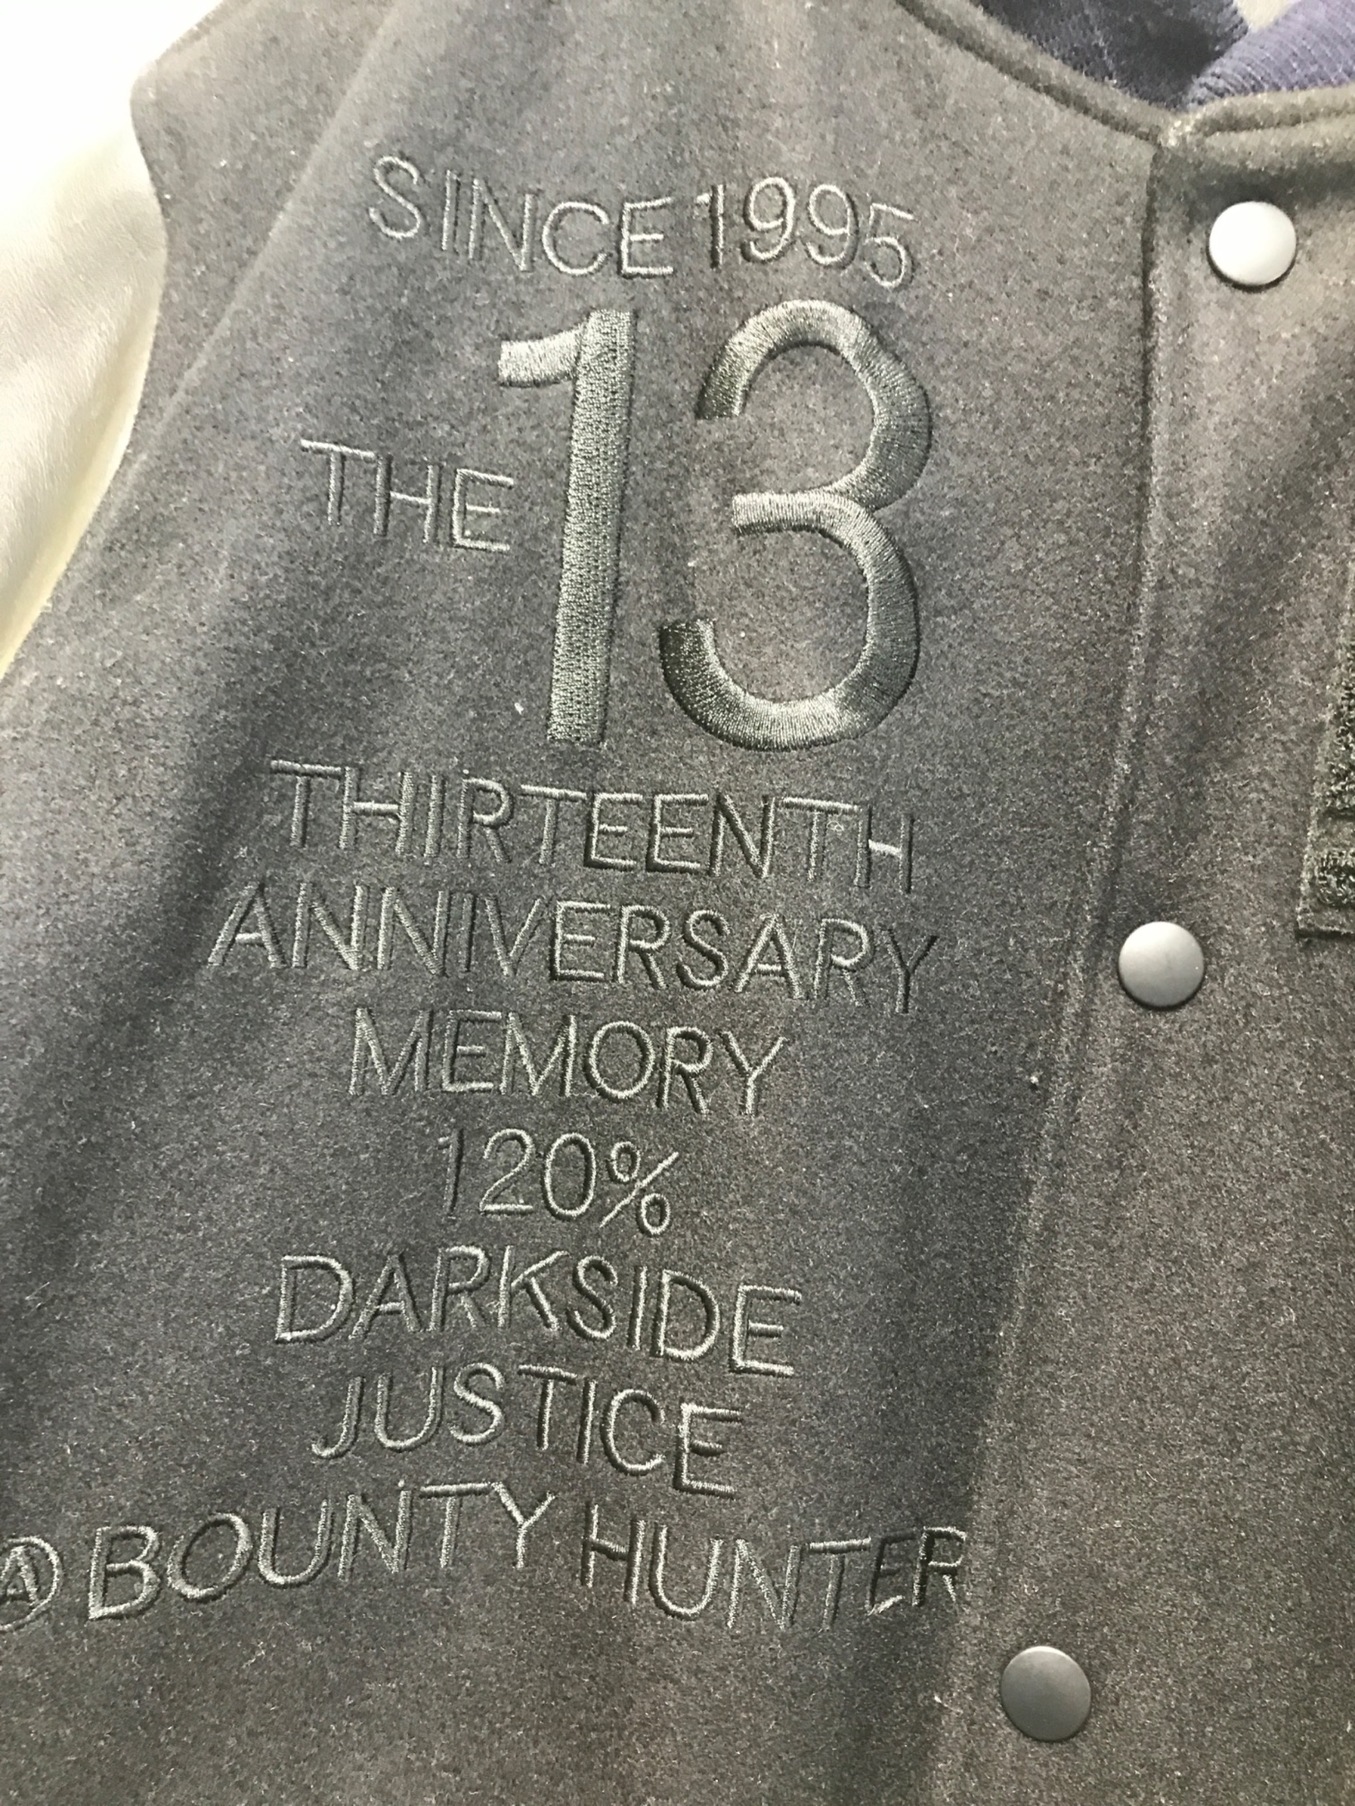 SINCE 1995
THE 13
THIRTEENTH
ANNIVERSARY
MEMORY
120%
DARKSIDE
JUSTICE
Ⓐ BOUNTY HUNTER